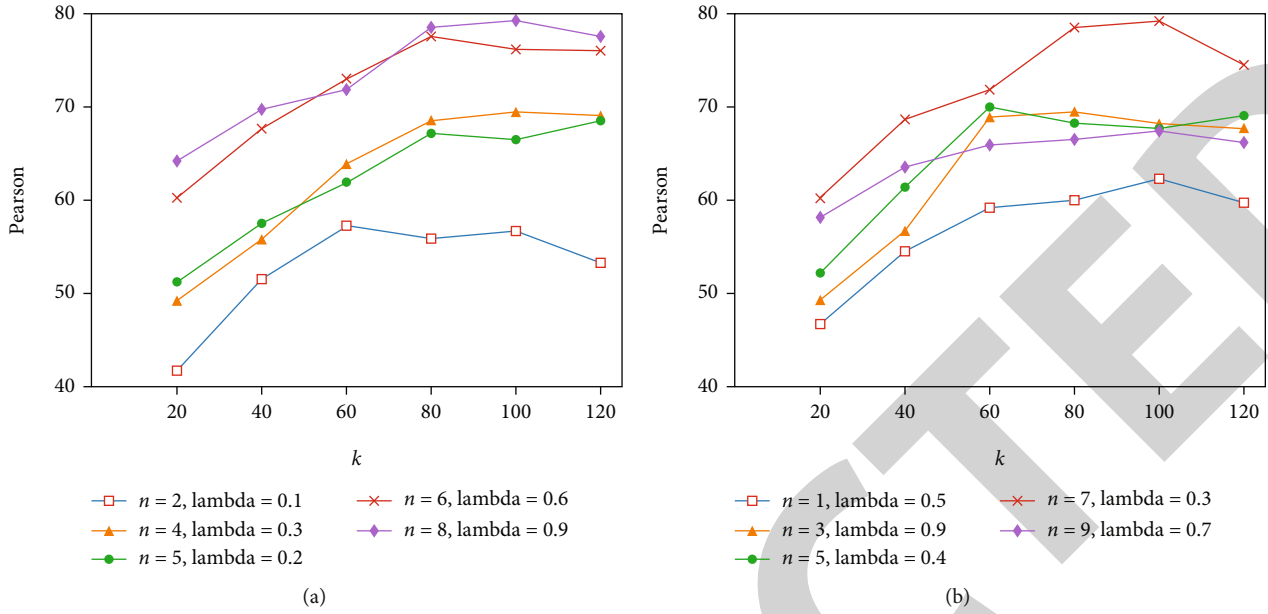 80
70
60
50
40
Pearson
20 40 60 80 100 120
k
n = 2, lambda = 0.1
n = 4, lambda = 0.3
n = 5, lambda = 0.2
n = 6, lambda = 0.6
n = 8, lambda = 0.9
(a)
80
70
60
50
40
Pearson
20 40 60 80 100 120
k
n = 1, lambda = 0.5
n = 3, lambda = 0.9
n = 5, lambda = 0.4
n = 7, lambda = 0.3
n = 9, lambda = 0.7
(b)
CTE